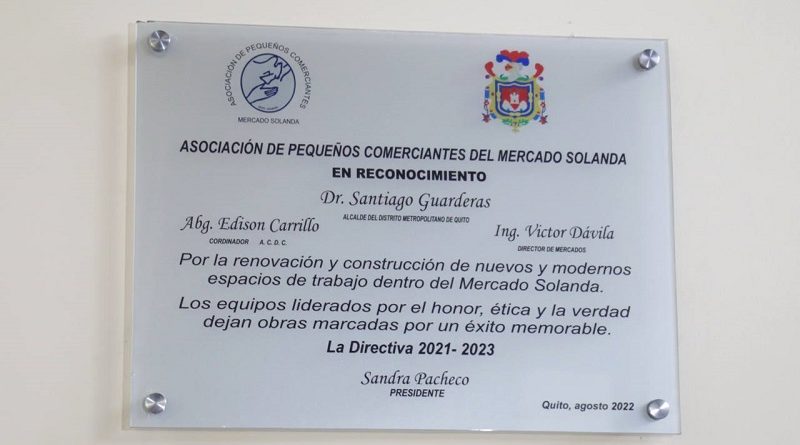 ASOCIACIÓN DE PEQUEÑOS COMERCIANTES
MERCADO SOLANDA
ASOCIACIÓN DE PEQUEÑOS COMERCIANTES DEL MERCADO SOLANDA
EN RECONOCIMIENTO
Dr. Santiago Guarderas
ALCALDE DEL DISTRITO METROPOLITANO DE QUITO
Abg. Edison Carrillo
CORDINADOR A. C. D. C.
Ing. Victor Dávila
DIRECTOR DE MERCADOS
Por la renovación y construcción de nuevos y modernos
espacios de trabajo dentro del Mercado Solanda.
Los equipos liderados por el honor, ética y la verdad
dejan obras marcadas por un éxito memorable.
La Directiva 2021- 2023
Sandra Pacheco
PRESIDENTE
Quito, agosto 2022